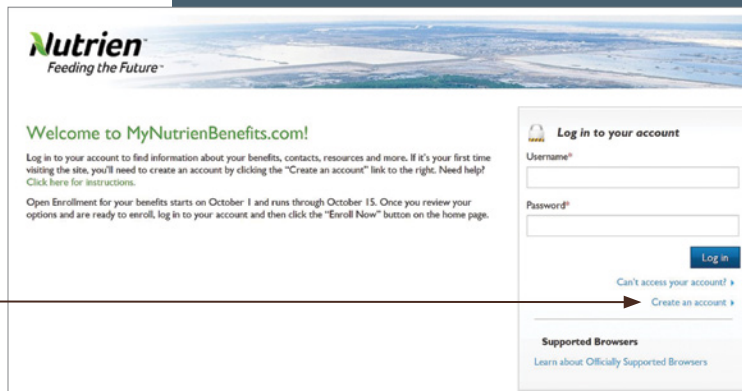 Nutrien™
Feeding the Future™
Welcome to MyNutrienBenefits.com!
Log in to your account to find information about your benefits, contacts, resources and more. If it's your first time
visiting the site, you'll need to create an account by clicking the "Create an account" link to the right. Need help?
Click here for instructions.
Open Enrollment for your benefits starts on October 1 and runs through October 15. Once you review your
options and are ready to enroll, log in to your account and then click the "Enroll Now" button on the home page.
Log in to your account
Username*
Password*
Log in
Can't access your account?
Create an account
Supported Browsers
Learn about Officially Supported Browsers